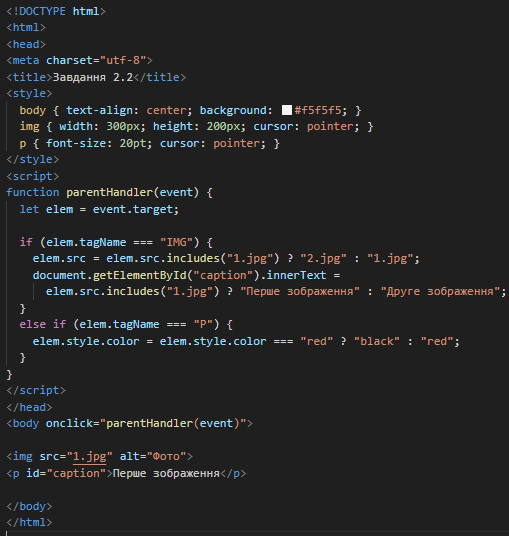 <!DOCTYPE html>
<html>
<head>
<meta charset="utf-8">
<title>Завдання 2.2</title>
<style>
  body { text-align: center; background: #f5f5f5; }
  img { width: 300px; height: 200px; cursor: pointer; }
  p { font-size: 20pt; cursor: pointer; }
</style>
<script>
function parentHandler(event) {
  let elem = event.target;

  if (elem.tagName === "IMG") {
    elem.src = elem.src.includes("1.jpg") ? "2.jpg" : "1.jpg";
    document.getElementById("caption").innerText =
      elem.src.includes("1.jpg") ? "Перше зображення" : "Друге зображення";
  }
  else if (elem.tagName === "P") {
    elem.style.color = elem.style.color === "red" ? "black" : "red";
  }
}
</script>
</head>
<body onclick="parentHandler(event)">

<img src="1.jpg" alt="Фото">
<p id="caption">Перше зображення</p>

</body>
</html>